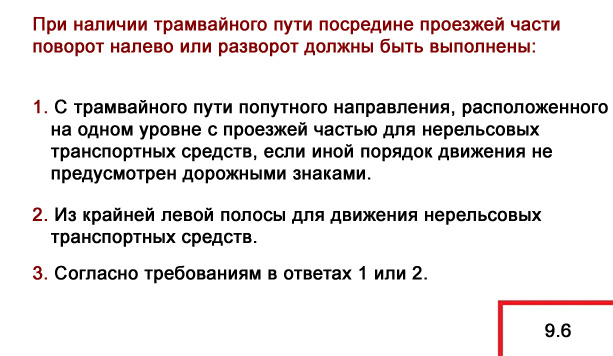 При наличии трамвайного пути посредине проезжей части
поворот налево или разворот должны быть выполнены:
1. С трамвайного пути попутного направления, расположенного
на одном уровне с проезжей частью для нерельсовых
транспортных средств, если иной порядок движения не
предусмотрен дорожными знаками.
2. Из крайней левой полосы для движения нерельсовых
транспортных средств.
3. Согласно требованиям в ответах 1 или 2.
9.6